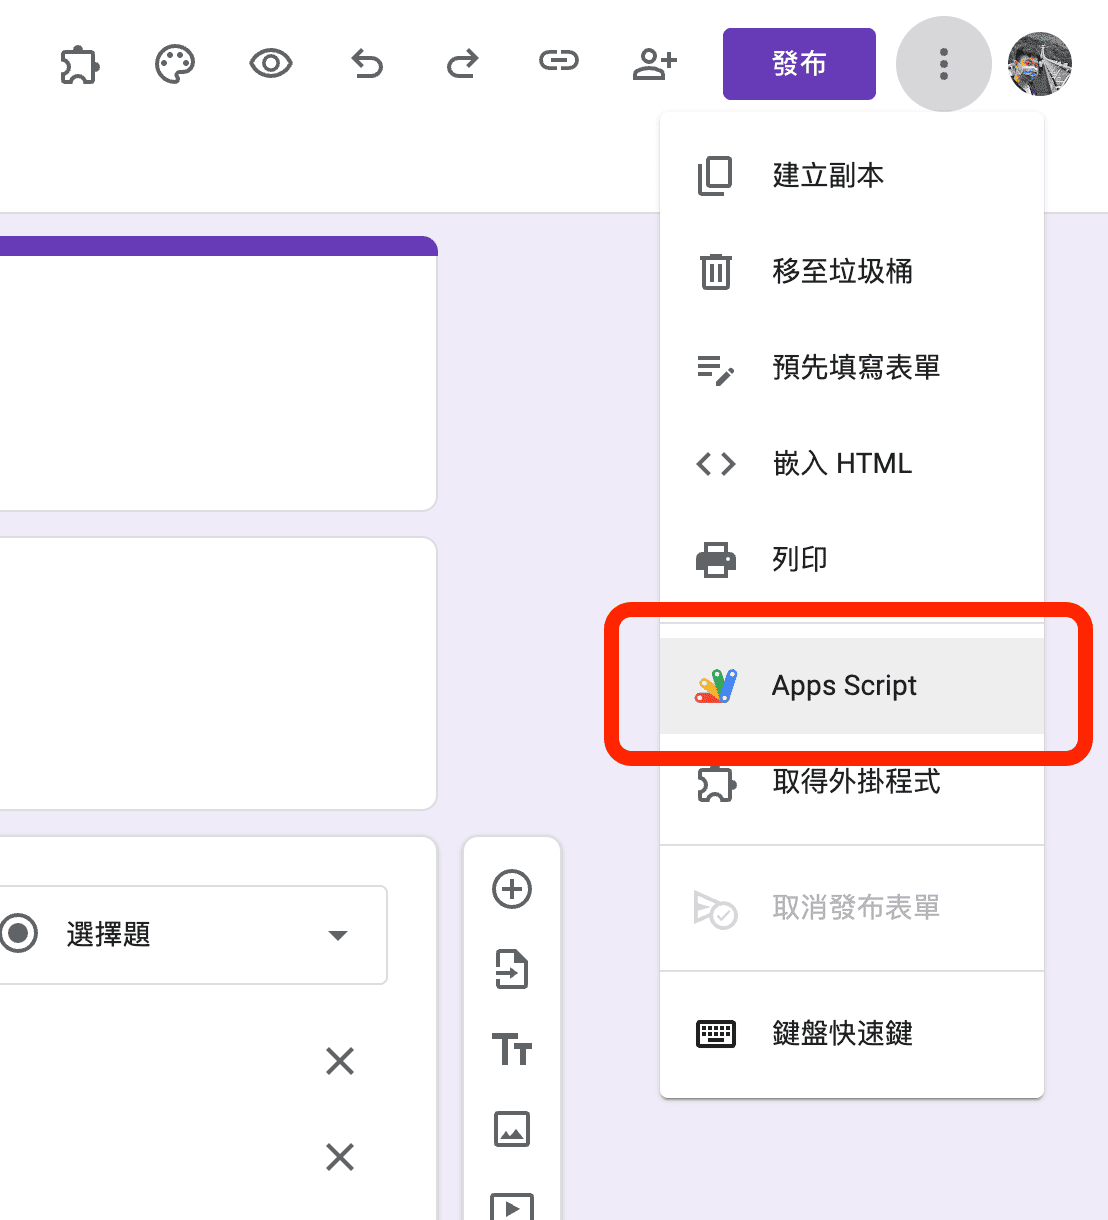 發布
建立副本
移至垃圾桶
預先填寫表單
嵌入 HTML
列印
Apps Script
取得外掛程式
取消發布表單
鍵盤快速鍵
選擇題
Tт